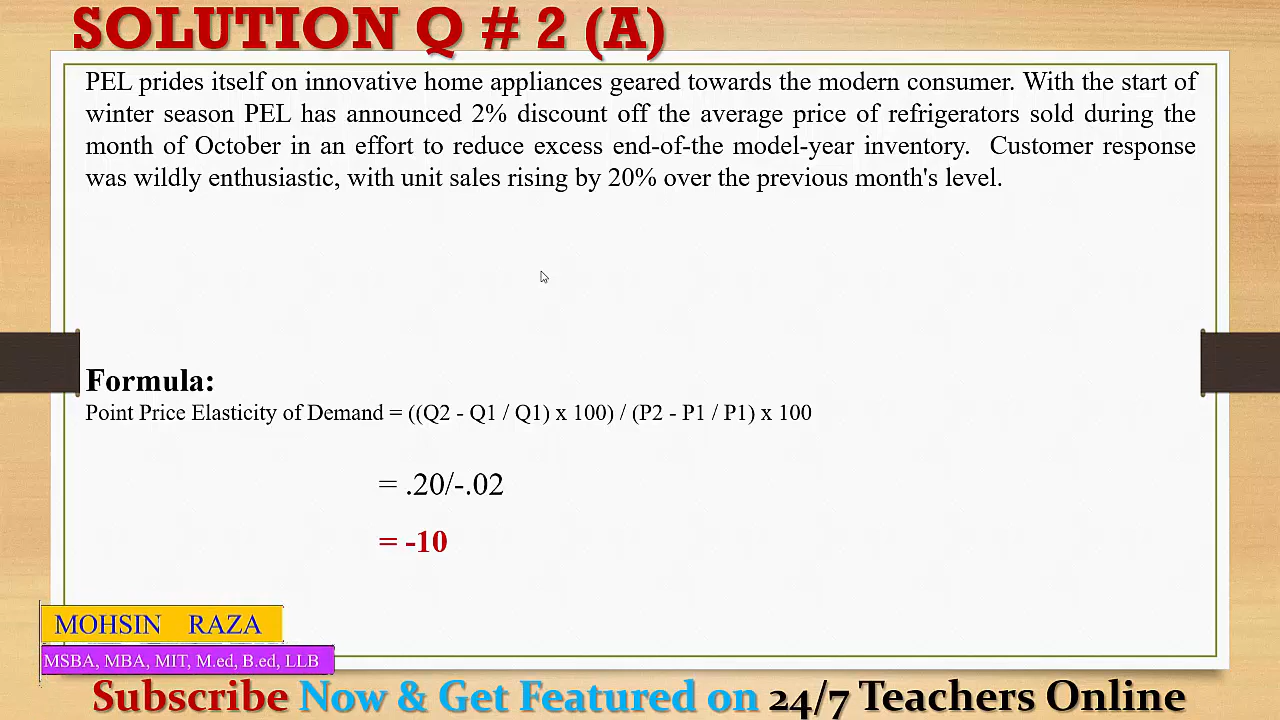 SOLUTION Q # 2 (A)
PEL prides itself on innovative home appliances geared towards the modern consumer. With the start of
winter season PEL has announced 2% discount off the average price of refrigerators sold during the
month of October in an effort to reduce excess end-of-the model-year inventory. Customer response
was wildly enthusiastic, with unit sales rising by 20% over the previous month's level.
Formula:
Point Price Elasticity of Demand = ((Q2 - Q1 / Q1) x 100) / (P2 - P1 / P1) x 100
= .20/-.02
= -10
MOHSIN RAZA
MSBA, MBA, MIT, M.ed, B.ed, LLB
Subscribe Now & Get Featured on 24/7 Teachers Online